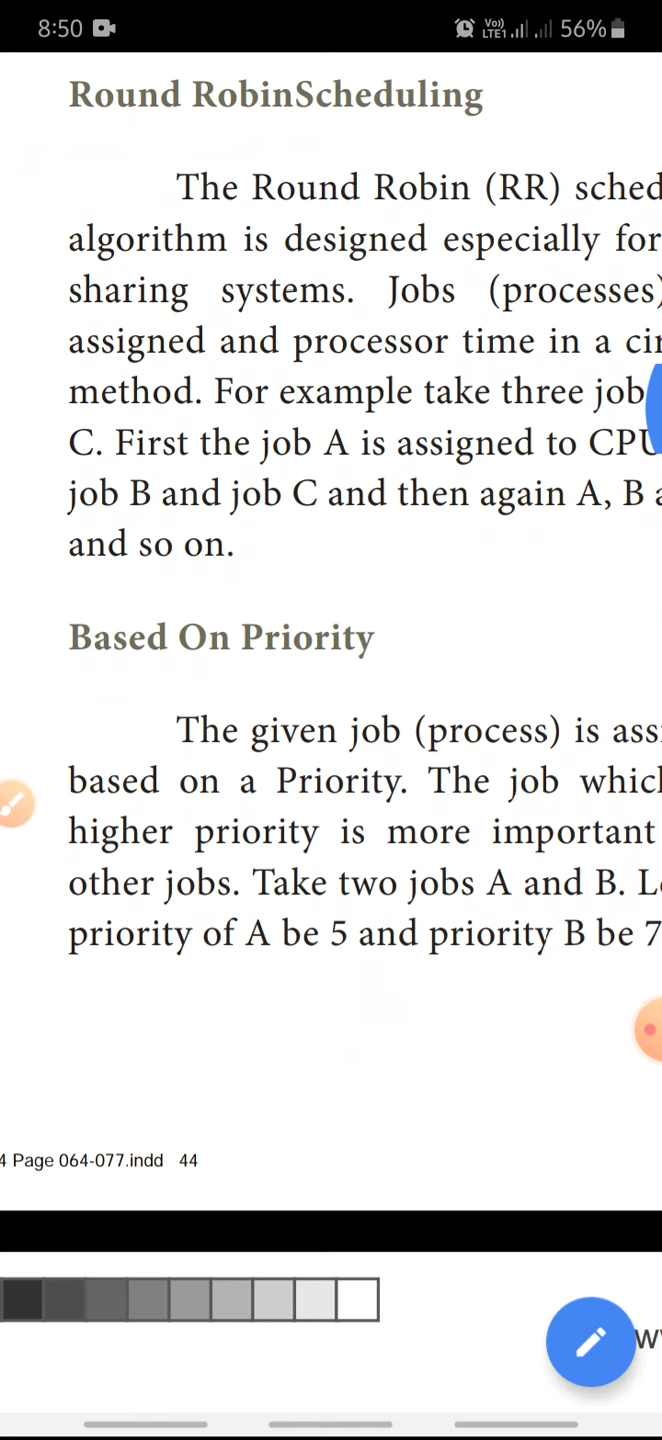 8:50
Vo))
LTE1
56%
Round RobinScheduling
The Round Robin (RR) sched
algorithm is designed especially for
sharing systems. Jobs (processes)
assigned and processor time in a cir
method. For example take three job
C. First the job A is assigned to CPU
job B and job C and then again A, B a
and so on.
Based On Priority
The given job (process) is ass
based on a Priority. The job which
higher priority is more important
other jobs. Take two jobs A and B. Le
priority of A be 5 and priority B be 7
4 Page 064-077.indd 44